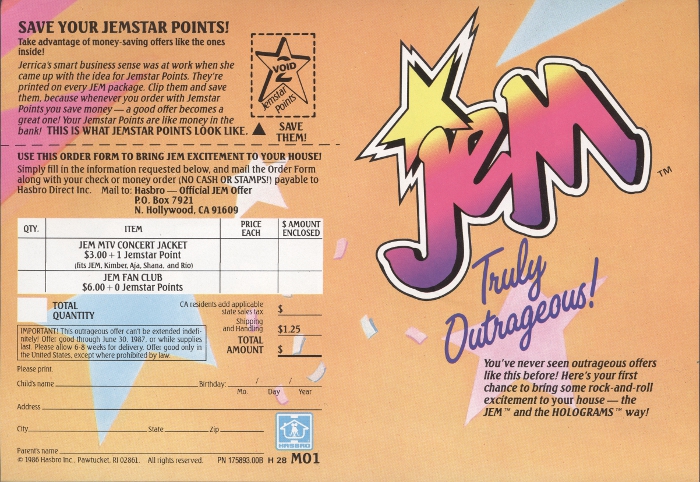 SAVE YOUR JEMSTAR POINTS!
Take advantage of money-saving offers like the ones
inside!
Jerrica's smart business sense was at work when she
came up with the idea for Jemstar Points. They're
printed on every JEM package. Clip them and save
them, because whenever you order with Jemstar
Points you save money — a good offer becomes a
great one! Your Jemstar Points are like money in the
bank! THIS IS WHAT JEMSTAR POINTS LOOK LIKE.
VOID
2
Jemstar
Points
SAVE
THEM!
USE THIS ORDER FORM TO BRING JEM EXCITEMENT TO YOUR HOUSE!
Simply fill in the information requested below, and mail the Order Form
along with your check or money order (NO CASH OR STAMPS!) payable to
Hasbro Direct Inc. Mail to: Hasbro — Official JEM Offer
P.O. Box 7921
N. Hollywood, CA 91609
QTY. ITEM PRICE EACH $ AMOUNT ENCLOSED
JEM MTV CONCERT JACKET
$3.00 + 1 Jemstar Point
(fits JEM, Kimber, Aja, Shana, and Rio)
JEM FAN CLUB
$6.00 + 0 Jemstar Points
TOTAL
QUANTITY
CA residents add applicable
state sales tax $
Shipping
and Handling $1.25
TOTAL
AMOUNT $
IMPORTANT! This outrageous offer can't be extended indefi-
nitely! Offer good through June 30, 1987, or while supplies
last. Please allow 6-8 weeks for delivery. Offer good only in
the United States, except where prohibited by law.
Please print
Child's name Birthday: / /
Mo. Day Year
Address
City State Zip
Parent's name
HASBRO
© 1986 Hasbro Inc., Pawtucket, RI 02861. All rights reserved. PN 175893.00B H 28 M01
JEM
TM
Truly
Outrageous!
You've never seen outrageous offers
like this before! Here's your first
chance to bring some rock-and-roll
excitement to your house — the
JEM™ and the HOLOGRAMS™ way!